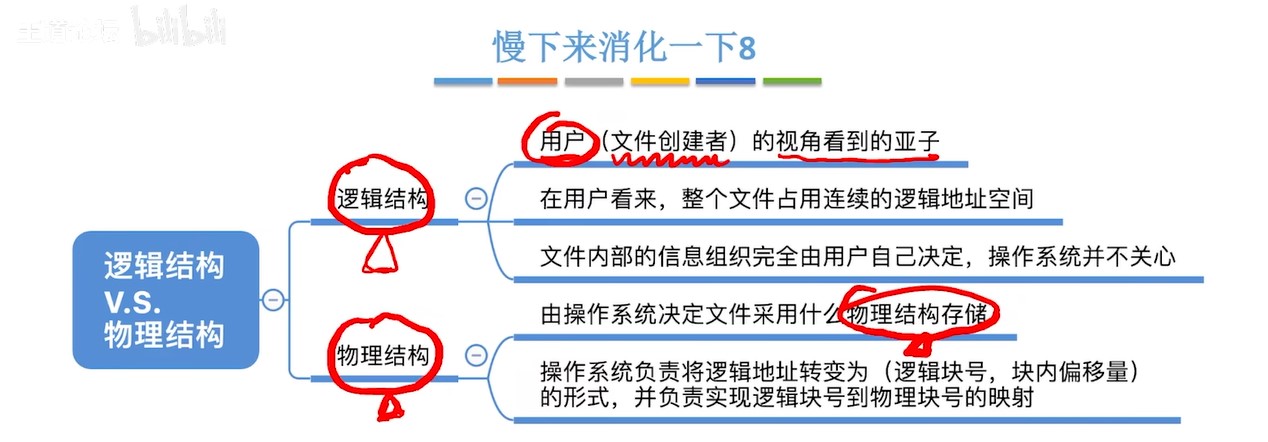 bilibili
慢下来消化一下8
逻辑结构
V.S.
物理结构
逻辑结构
用户（文件创建者）的视角看到的亚子
在用户看来，整个文件占用连续的逻辑地址空间
文件内部的信息组织完全由用户自己决定，操作系统并不关心
物理结构
由操作系统决定文件采用什么物理结构存储
操作系统负责将逻辑地址转变为（逻辑块号，块内偏移量）
的形式，并负责实现逻辑块号到物理块号的映射